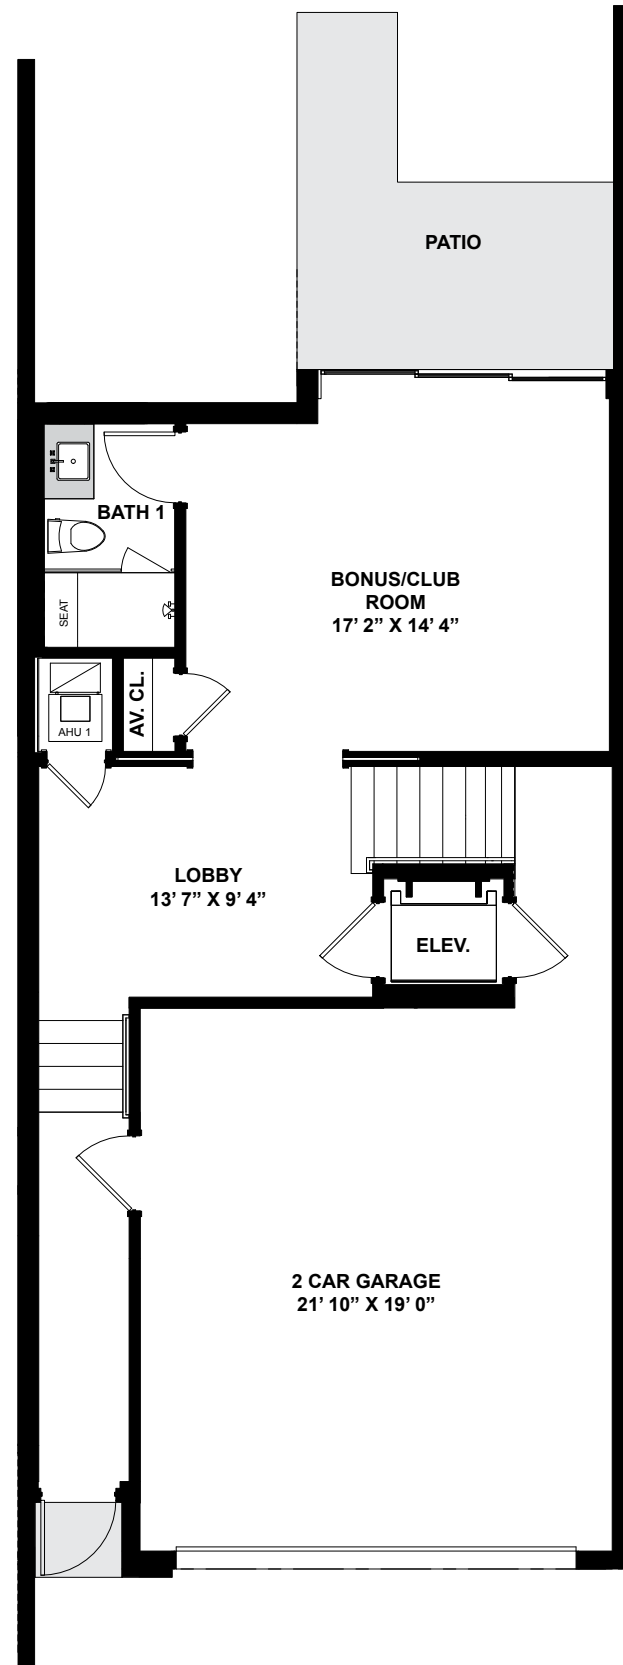 PATIO
BATH 1
BONUS/CLUB
ROOM
17’ 2” X 14’ 4”
SEAT
AV. CL.
AHU 1
LOBBY
13’ 7” X 9’ 4”
ELEV.
2 CAR GARAGE
21’ 10” X 19’ 0”